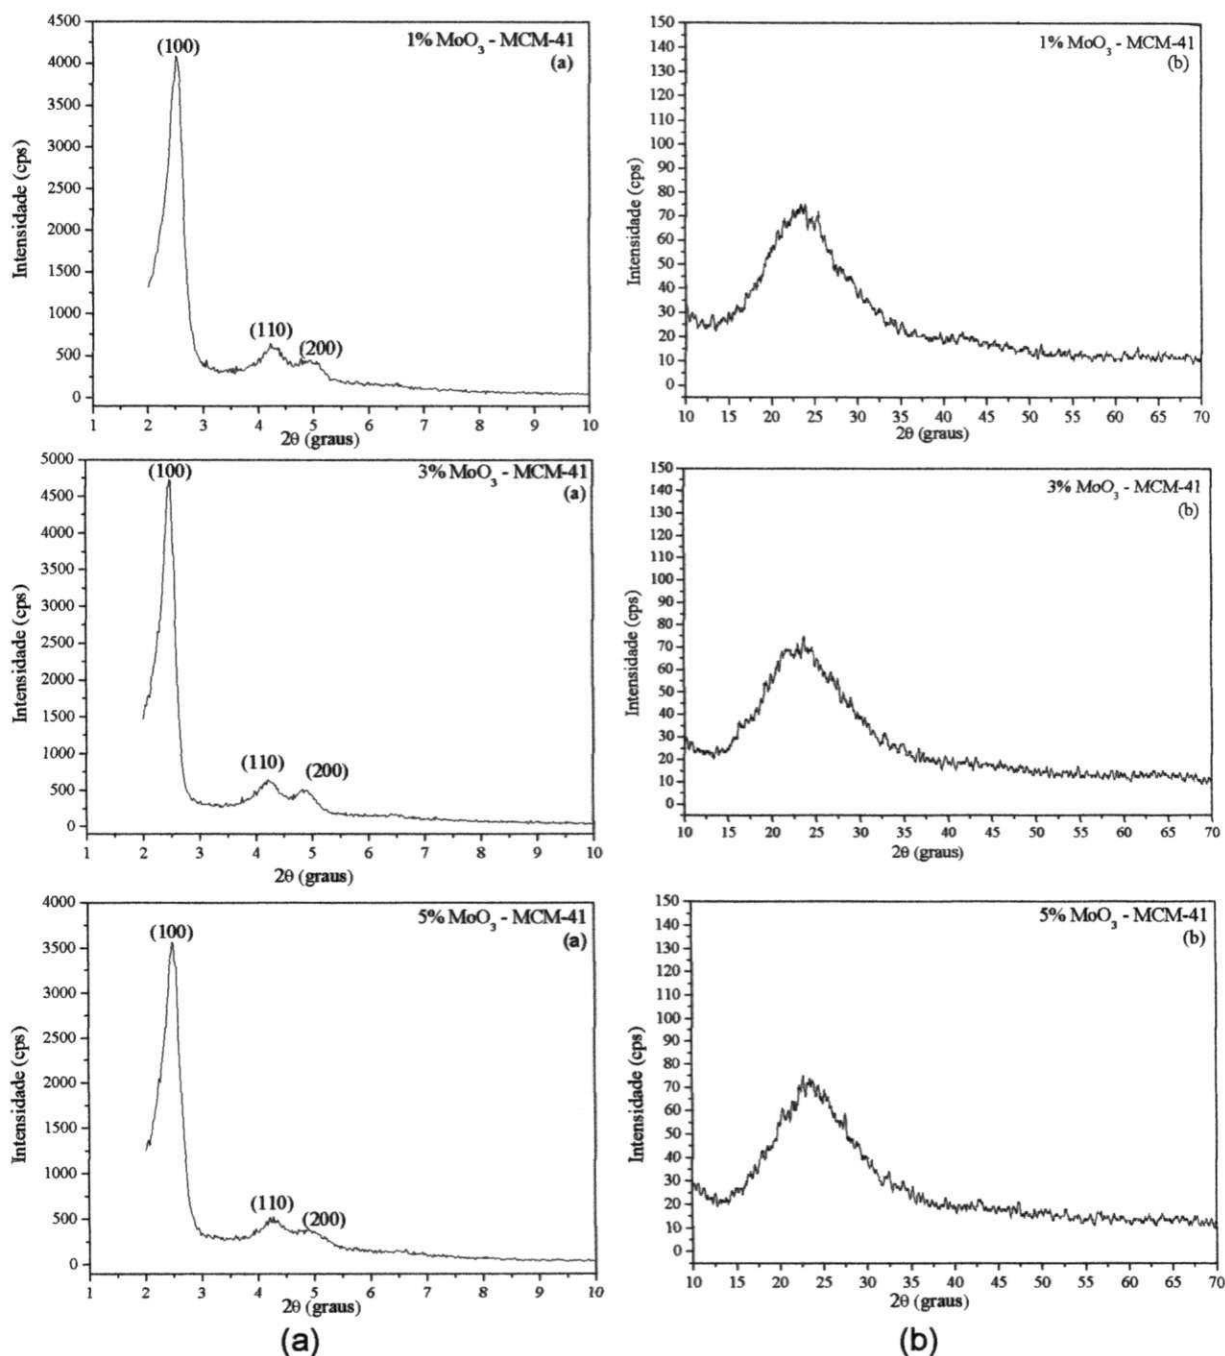 1% MoO₃ - MCM-41
(a)
(100)
(110)
(200)
Intensidade (cps)
4500
4000
3500
3000
2500
2000
1500
1000
500
0
1 2 3 4 5 6 7 8 9 10
2θ (graus)
1% MoO₃ - MCM-41
(b)
Intensidade (cps)
150
140
130
120
110
100
90
80
70
60
50
40
30
20
10
0
10 15 20 25 30 35 40 45 50 55 60 65 70
2θ (graus)
3% MoO₃ - MCM-41
(a)
(100)
(110)
(200)
Intensidade (cps)
5000
4500
4000
3500
3000
2500
2000
1500
1000
500
0
1 2 3 4 5 6 7 8 9 10
2θ (graus)
3% MoO₃ - MCM-41
(b)
Intensidade (cps)
150
140
130
120
110
100
90
80
70
60
50
40
30
20
10
0
10 15 20 25 30 35 40 45 50 55 60 65 70
2θ (graus)
5% MoO₃ - MCM-41
(a)
(100)
(110)
(200)
Intensidade (cps)
4000
3500
3000
2500
2000
1500
1000
500
0
1 2 3 4 5 6 7 8 9 10
2θ (graus)
5% MoO₃ - MCM-41
(b)
Intensidade (cps)
150
140
130
120
110
100
90
80
70
60
50
40
30
20
10
0
10 15 20 25 30 35 40 45 50 55 60 65 70
2θ (graus)
(a)
(b)